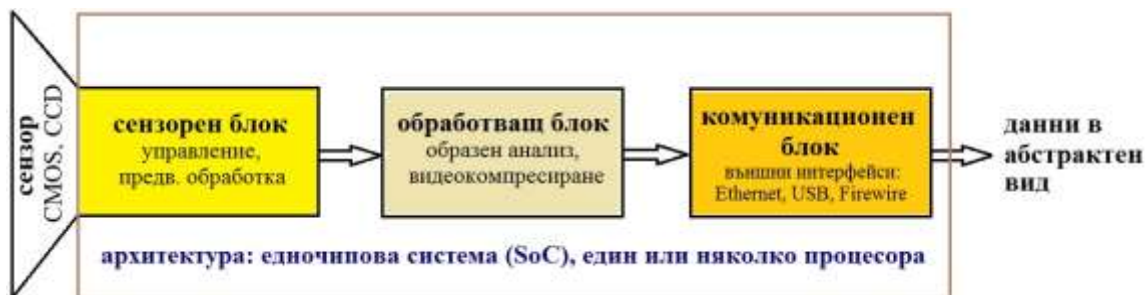 сензор
CMOS, CCD
сензорен блок
управление,
предв. обработка
обработващ блок
образен анализ,
видеокомпресиране
комуникационен
блок
външни интерфейси:
Ethernet, USB, Firewire
данни в
абстрактен
вид
архитектура: едночипова система (SoC), един или няколко процесора